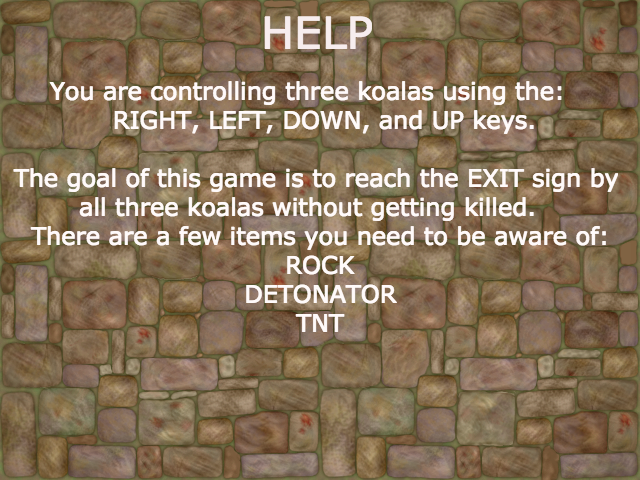 HELP
You are controlling three koalas using the:
RIGHT, LEFT, DOWN, and UP keys.
The goal of this game is to reach the EXIT sign by
all three koalas without getting killed.
There are a few items you need to be aware of:
ROCK
DETONATOR
TNT